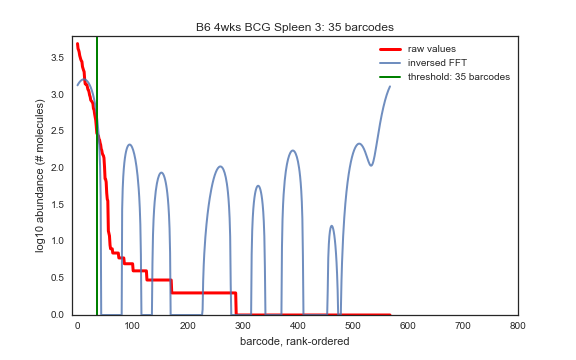 B6 4wks BCG Spleen 3: 35 barcodes
raw values
inversed FFT
threshold: 35 barcodes
log10 abundance (# molecules)
3.5
3.0
2.5
2.0
1.5
1.0
0.5
0.0
0 100 200 300 400 500 600 700 800
barcode, rank-ordered